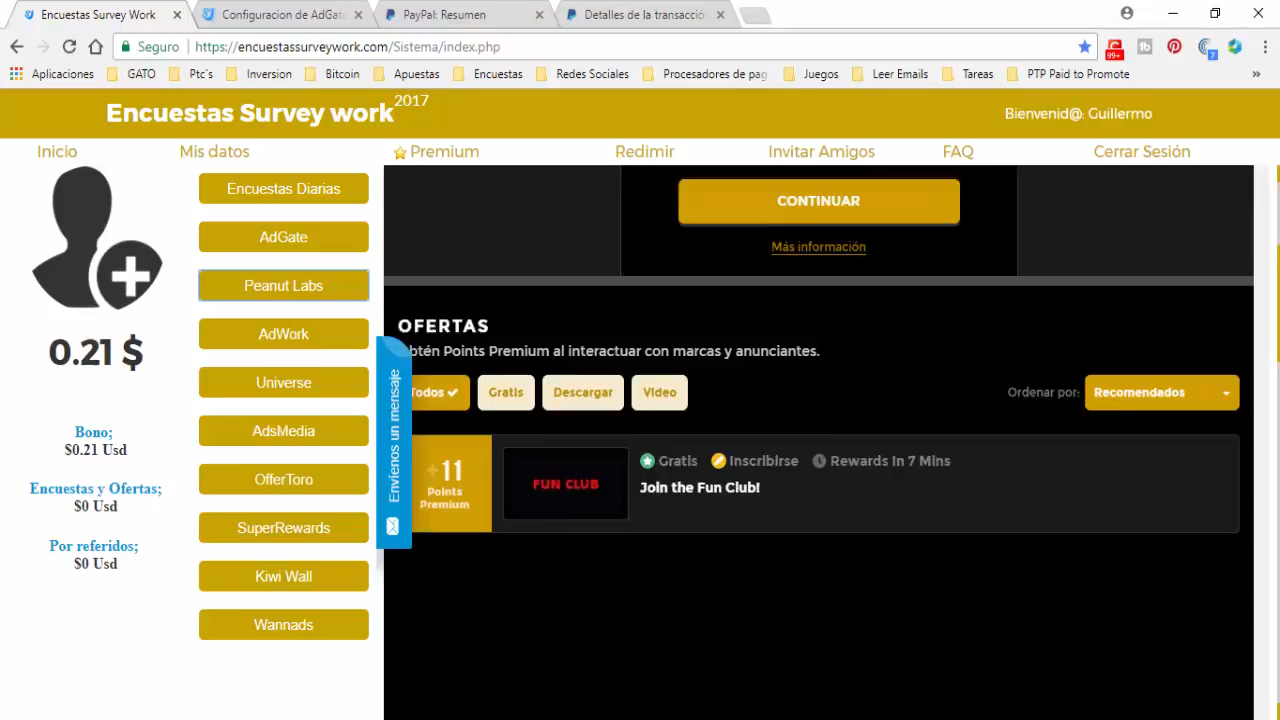 Encuestas Survey Work
Configuracion de AdGat
PayPal: Resumen
Detalles de la transacció
Seguro
https://encuestassurveywork.com/Sistema/index.php
99+
tb
7
Aplicaciones
GATO
Ptc´s
Inversion
Bitcoin
Apuestas
Encuestas
Redes Sociales
Procesadores de pag
Juegos
Leer Emails
Tareas
PTP Paid to Promote
»
Encuestas Survey work 2017
Bienvenid@: Guillermo
Inicio
Mis datos
Premium
Redimir
Invitar Amigos
FAQ
Cerrar Sesión
0.21 $
Bono;
$0.21 Usd
Encuestas y Ofertas;
$0 Usd
Por referidos;
$0 Usd
Encuestas Diarias
AdGate
Peanut Labs
AdWork
Universe
AdsMedia
OfferToro
SuperRewards
Kiwi Wall
Wannads
Envíenos un mensaje
CONTINUAR
Más información
OFERTAS
btén Points Premium al interactuar con marcas y anunciantes.
Todos
Gratis
Descargar
Video
Ordenar por:
Recomendados
+11
Points
Premium
FUN CLUB
Gratis
Inscribirse
Rewards In 7 Mins
Join the Fun Club!